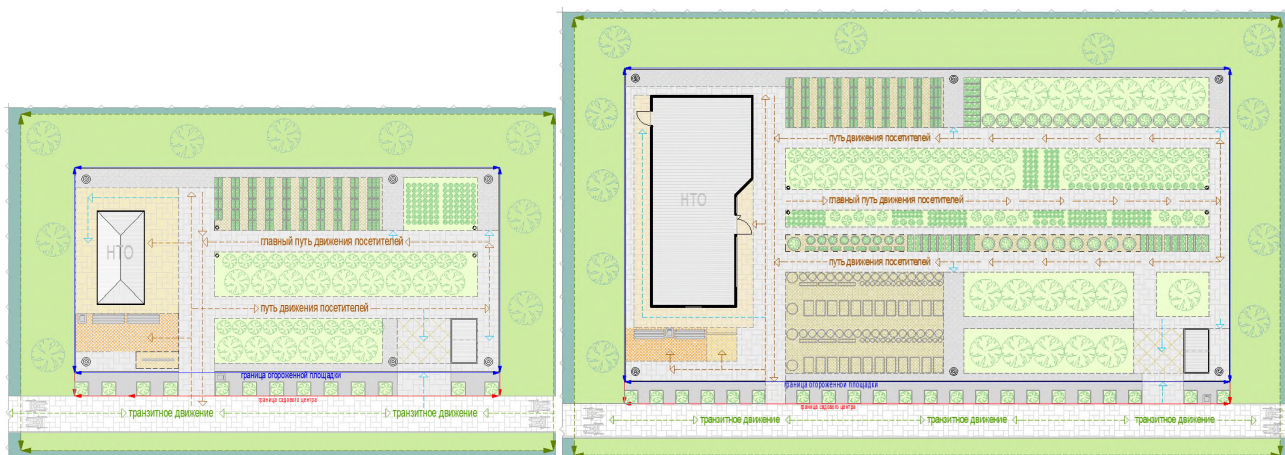 НТО
главный путь движения посетителей
путь движения посетителей
граница огороженной площадки
граница садового центра
транзитное движение
транзитное движение
путь движения посетителей
НТО
главный путь движения посетителей
путь движения посетителей
граница огороженной площадки
граница садового центра
транзитное движение
транзитное движение
транзитное движение